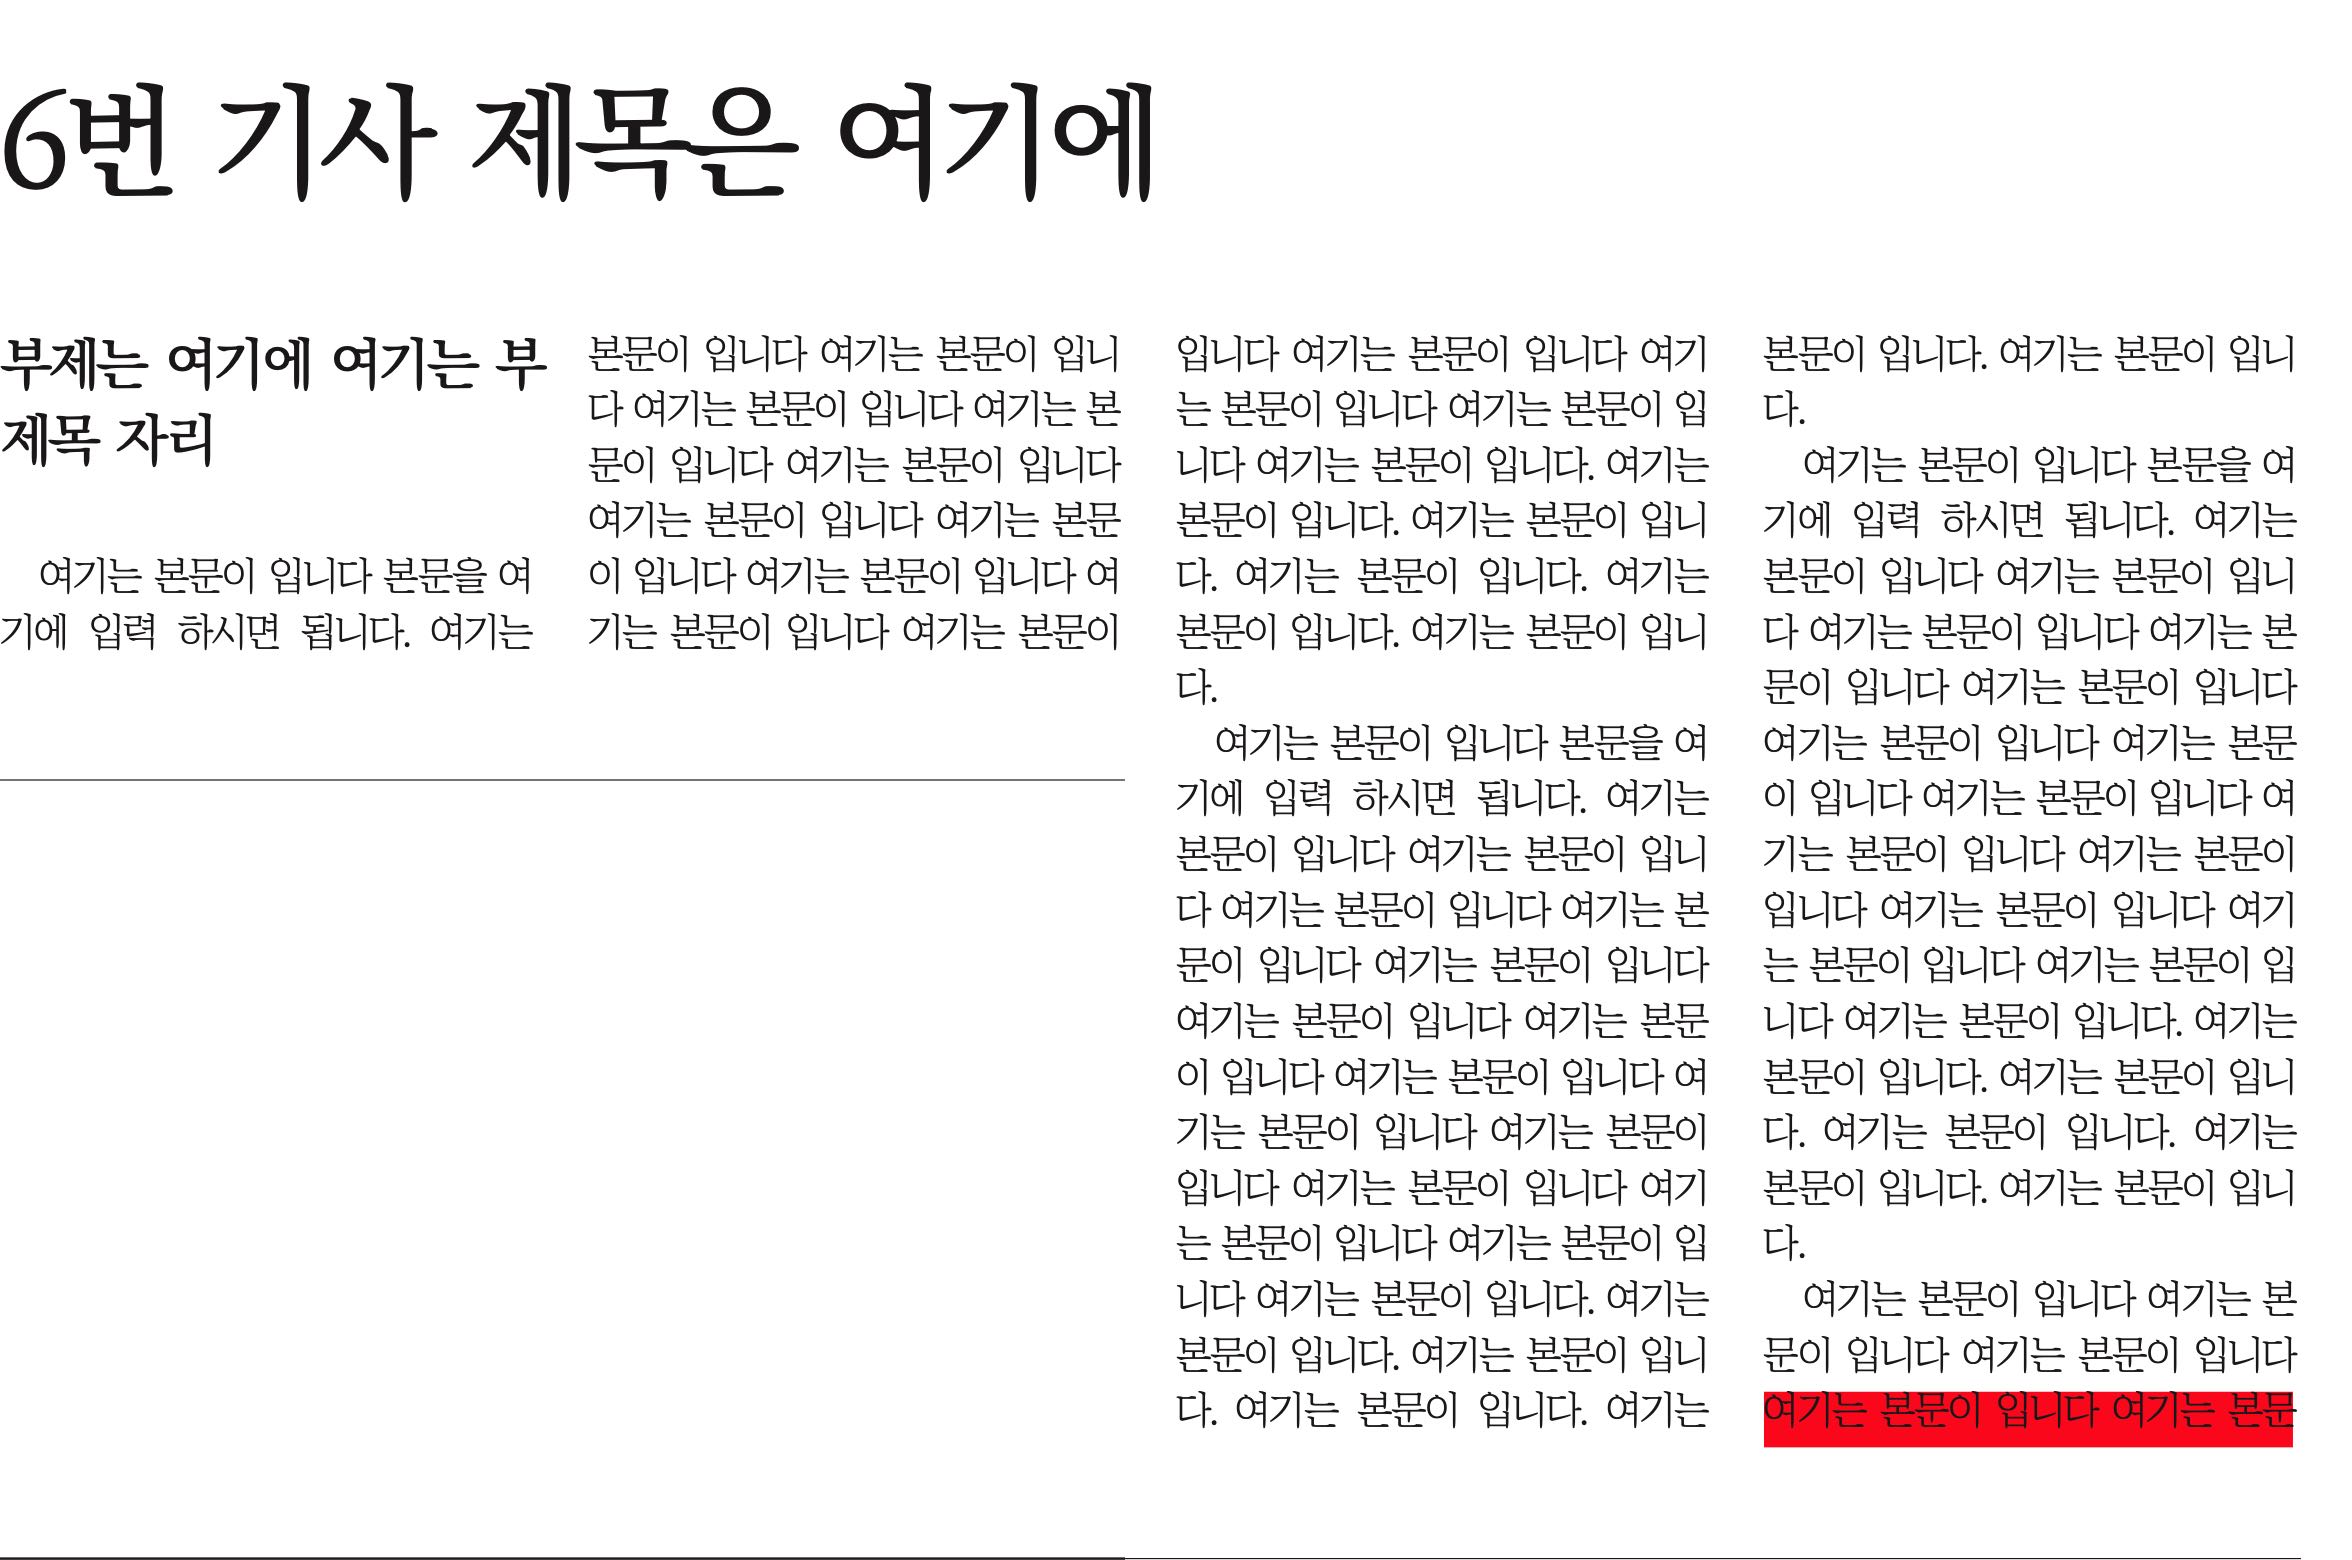 6번 기사 제목은 여기에
부제는 여기에 여기는 부
제목 자리
여기는 본문이 입니다 본문을 여
기에 입력 하시면 됩니다. 여기는
본문이 입니다 여기는 본문이 입니
다 여기는 본문이 입니다 여기는 본
문이 입니다 여기는 본문이 입니다
여기는 본문이 입니다 여기는 본문
이 입니다 여기는 본문이 입니다 여
기는 본문이 입니다 여기는 본문이
입니다 여기는 본문이 입니다 여기
는 본문이 입니다 여기는 본문이 입
니다 여기는 본문이 입니다. 여기는
본문이 입니다. 여기는 본문이 입니
다. 여기는 본문이 입니다. 여기는
본문이 입니다. 여기는 본문이 입니
다.
여기는 본문이 입니다 본문을 여
기에 입력 하시면 됩니다. 여기는
본문이 입니다 여기는 본문이 입니
다 여기는 본문이 입니다 여기는 본
문이 입니다 여기는 본문이 입니다
여기는 본문이 입니다 여기는 본문
이 입니다 여기는 본문이 입니다 여
기는 본문이 입니다 여기는 본문이
입니다 여기는 본문이 입니다 여기
는 본문이 입니다 여기는 본문이 입
니다 여기는 본문이 입니다. 여기는
본문이 입니다. 여기는 본문이 입니
다. 여기는 본문이 입니다. 여기는
본문이 입니다. 여기는 본문이 입니
다.
여기는 본문이 입니다 본문을 여
기에 입력 하시면 됩니다. 여기는
본문이 입니다 여기는 본문이 입니
다 여기는 본문이 입니다 여기는 본
문이 입니다 여기는 본문이 입니다
여기는 본문이 입니다 여기는 본문
이 입니다 여기는 본문이 입니다 여
기는 본문이 입니다 여기는 본문이
입니다 여기는 본문이 입니다 여기
는 본문이 입니다 여기는 본문이 입
니다 여기는 본문이 입니다. 여기는
본문이 입니다. 여기는 본문이 입니
다. 여기는 본문이 입니다. 여기는
본문이 입니다. 여기는 본문이 입니
다.
여기는 본문이 입니다 여기는 본
문이 입니다 여기는 본문이 입니다
여기는 본문이 입니다 여기는 본문